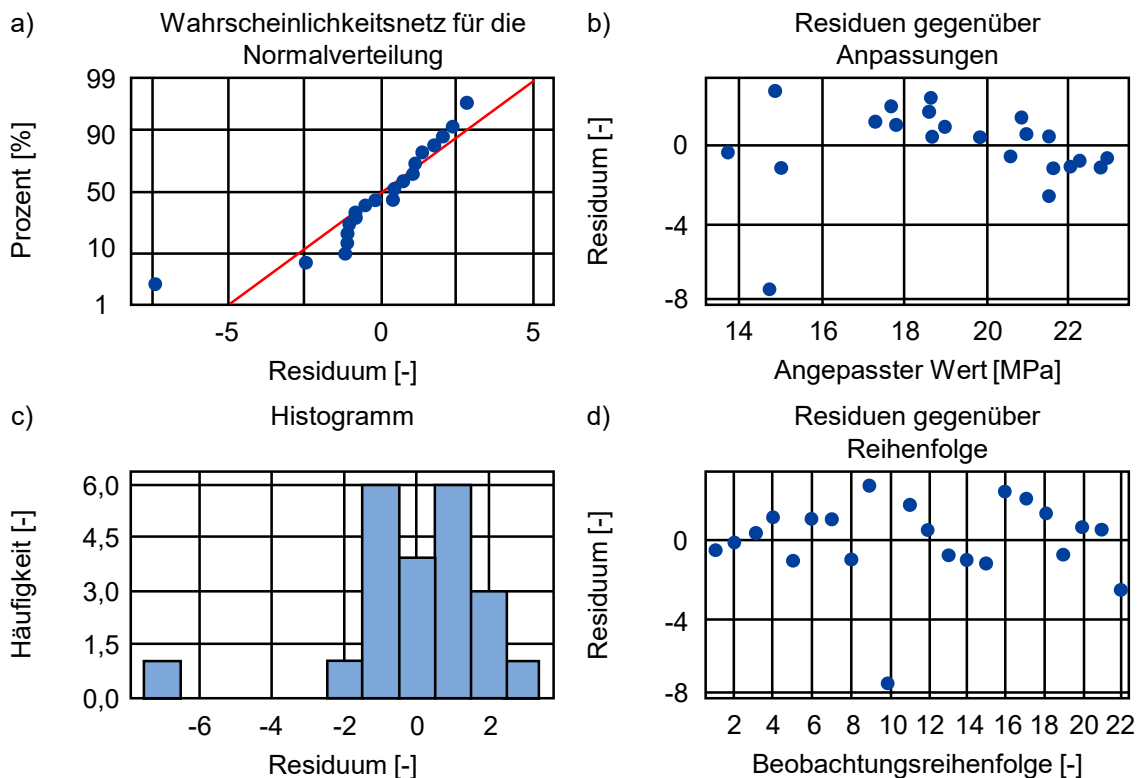 a)
Wahrscheinlichkeitsnetz für die
Normalverteilung
99
90
50
10
1
Prozent [%]
-5
0
5
Residuum [-]
b)
Residuen gegenüber
Anpassungen
0
-4
-8
Residuum [-]
14
16
18
20
22
Angepasster Wert [MPa]
c)
Histogramm
6,0
4,5
3,0
1,5
0,0
Häufigkeit [-]
-6
-4
-2
0
2
Residuum [-]
d)
Residuen gegenüber
Reihenfolge
0
-4
-8
Residuum [-]
2
4
6
8
10
12
14
16
18
20
22
Beobachtungsreihenfolge [-]